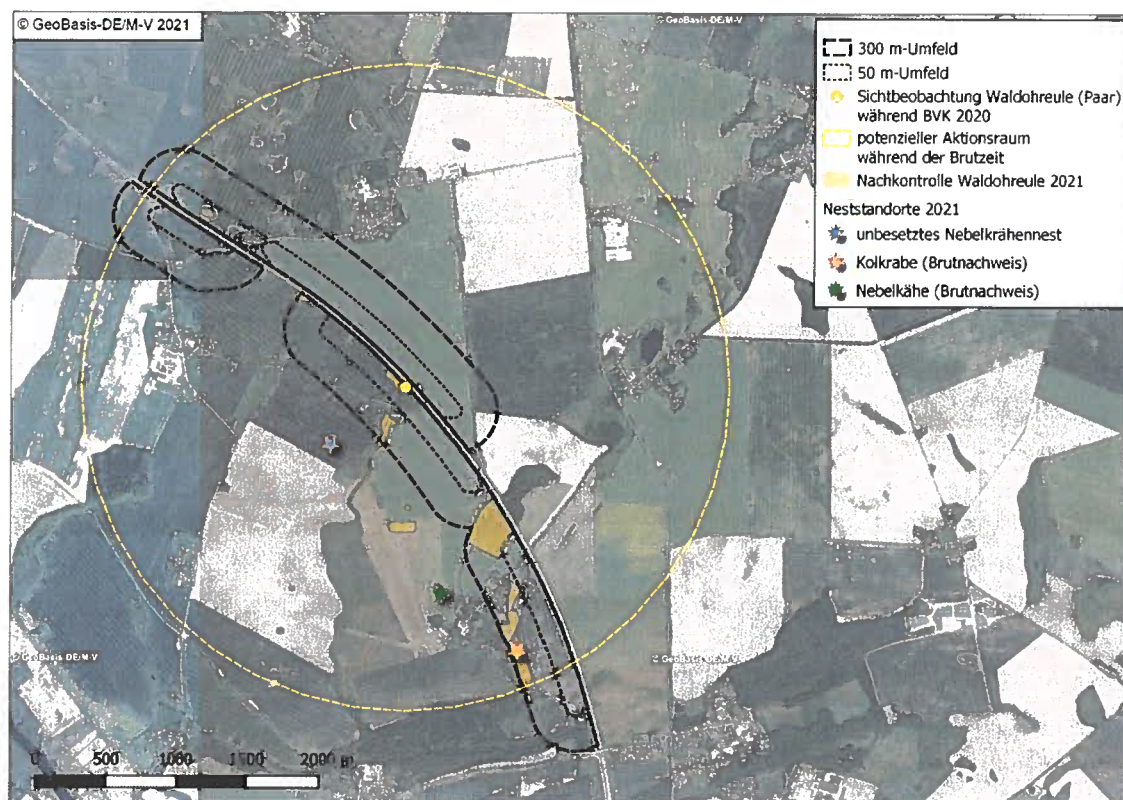 © GeoBasis-DE/M-V 2021
© GeoBasis-DE/M-V
300 m-Umfeld
50 m-Umfeld
Sichtbeobachtung Waldohreule (Paar)
während BVK 2020
potenzieller Aktionsraum
während der Brutzeit
Nachkontrolle Waldohreule 2021
Neststandorte 2021
unbesetztes Nebelkrähennest
Kolkrabe (Brutnachweis)
Nebelkähe (Brutnachweis)
© GeoBasis-DE/M-V
© GeoBasis-DE/M-V
0 500 1000 1500 2000 m